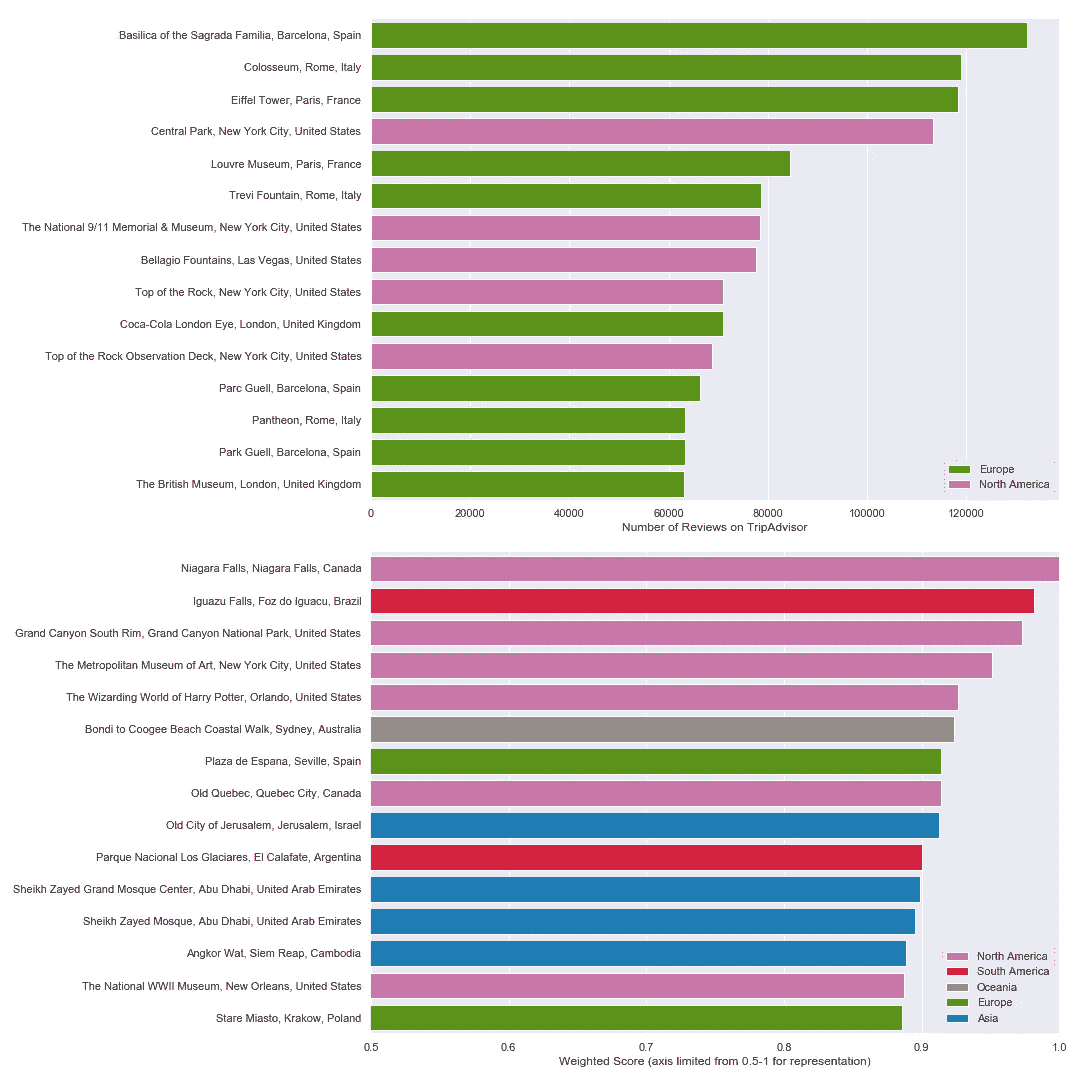 Basilica of the Sagrada Familia, Barcelona, Spain
Colosseum, Rome, Italy
Eiffel Tower, Paris, France
Central Park, New York City, United States
Louvre Museum, Paris, France
Trevi Fountain, Rome, Italy
The National 9/11 Memorial & Museum, New York City, United States
Bellagio Fountains, Las Vegas, United States
Top of the Rock, New York City, United States
Coca-Cola London Eye, London, United Kingdom
Top of the Rock Observation Deck, New York City, United States
Parc Guell, Barcelona, Spain
Pantheon, Rome, Italy
Park Guell, Barcelona, Spain
The British Museum, London, United Kingdom
Europe
North America
0 20000 40000 60000 80000 100000 120000
Number of Reviews on TripAdvisor
Niagara Falls, Niagara Falls, Canada
Iguazu Falls, Foz do Iguacu, Brazil
Grand Canyon South Rim, Grand Canyon National Park, United States
The Metropolitan Museum of Art, New York City, United States
The Wizarding World of Harry Potter, Orlando, United States
Bondi to Coogee Beach Coastal Walk, Sydney, Australia
Plaza de Espana, Seville, Spain
Old Quebec, Quebec City, Canada
Old City of Jerusalem, Jerusalem, Israel
Parque Nacional Los Glaciares, El Calafate, Argentina
Sheikh Zayed Grand Mosque Center, Abu Dhabi, United Arab Emirates
Sheikh Zayed Mosque, Abu Dhabi, United Arab Emirates
Angkor Wat, Siem Reap, Cambodia
The National WWII Museum, New Orleans, United States
Stare Miasto, Krakow, Poland
North America
South America
Oceania
Europe
Asia
0.5 0.6 0.7 0.8 0.9 1.0
Weighted Score (axis limited from 0.5-1 for representation)